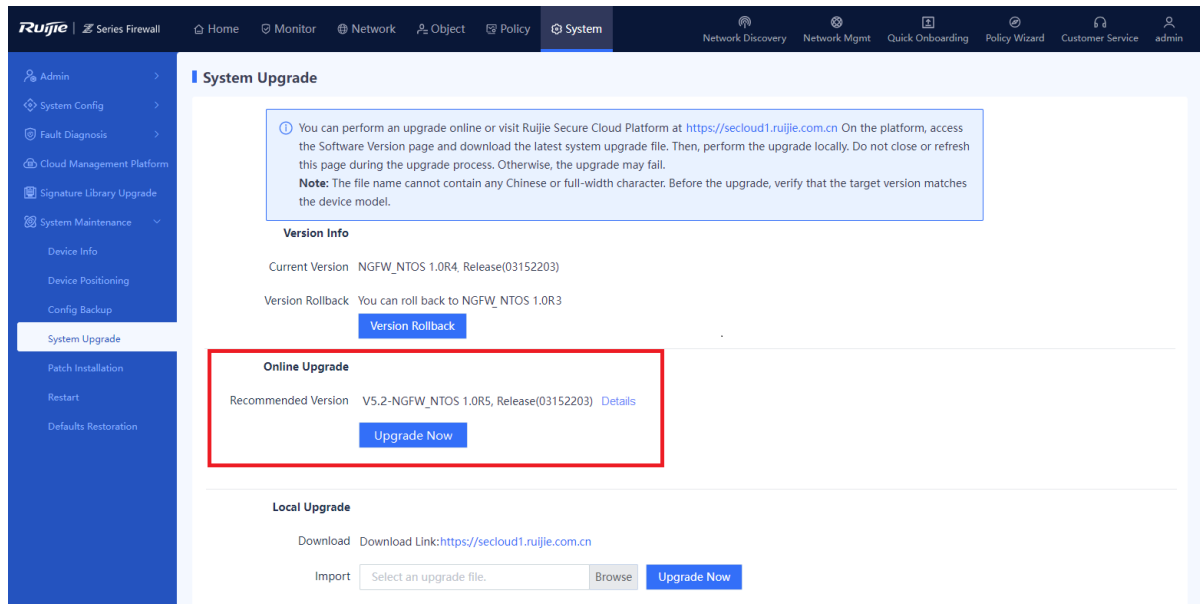 Ruijie | Z Series Firewall
Home
Monitor
Network
Object
Policy
System
Network Discovery
Network Mgmt
Quick Onboarding
Policy Wizard
Customer Service
admin
Admin
System Config
Fault Diagnosis
Cloud Management Platform
Signature Library Upgrade
System Maintenance
Device Info
Device Positioning
Config Backup
System Upgrade
Patch Installation
Restart
Defaults Restoration
System Upgrade
You can perform an upgrade online or visit Ruijie Secure Cloud Platform at https://secloud1.ruijie.com.cn On the platform, access
the Software Version page and download the latest system upgrade file. Then, perform the upgrade locally. Do not close or refresh
this page during the upgrade process. Otherwise, the upgrade may fail.
Note: The file name cannot contain any Chinese or full-width character. Before the upgrade, verify that the target version matches
the device model.
Version Info
Current Version NGFW_NTOS 1.0R4, Release(03152203)
Version Rollback You can roll back to NGFW_NTOS 1.0R3
Version Rollback
Online Upgrade
Recommended Version V5.2-NGFW_NTOS 1.0R5, Release(03152203) Details
Upgrade Now
Local Upgrade
Download Download Link:https://secloud1.ruijie.com.cn
Import Select an upgrade file. Browse Upgrade Now